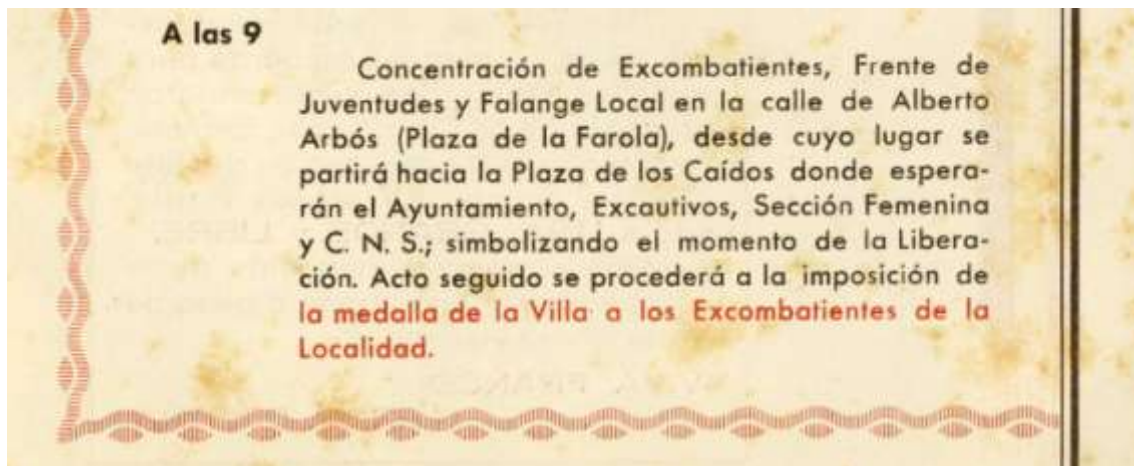 A las 9
Concentración de Excombatientes, Frente de
Juventudes y Falange Local en la calle de Alberto
Arbós (Plaza de la Farola), desde cuyo lugar se
partirá hacia la Plaza de los Caídos donde espera-
rán el Ayuntamiento, Excautivos, Sección Femenina
y C. N. S.; simbolizando el momento de la Libera-
ción. Acto seguido se procederá a la imposición de
la medalla de la Villa a los Excombatientes de la
Localidad.